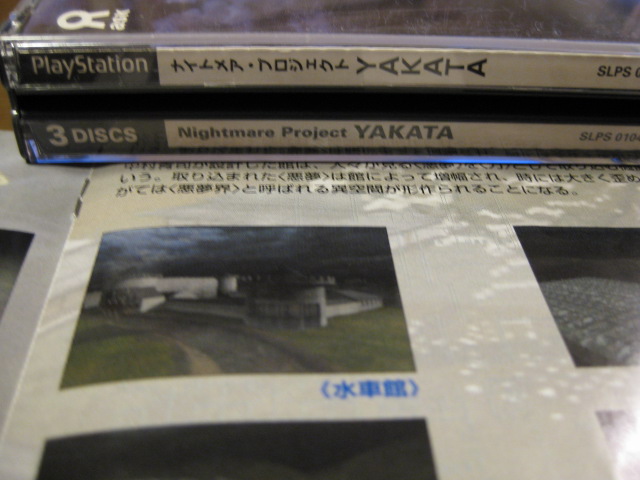 PlayStation ナイトメア・プロジェクト YAKATA SLPS 0
3 DISCS Nightmare Project YAKATA SLPS 0104
いう。取り込まれた〈悪夢〉は館によって増幅され、時には大きく歪め
がては〈悪夢界〉と呼ばれる異空間が形作られることになる。
〈水車館〉